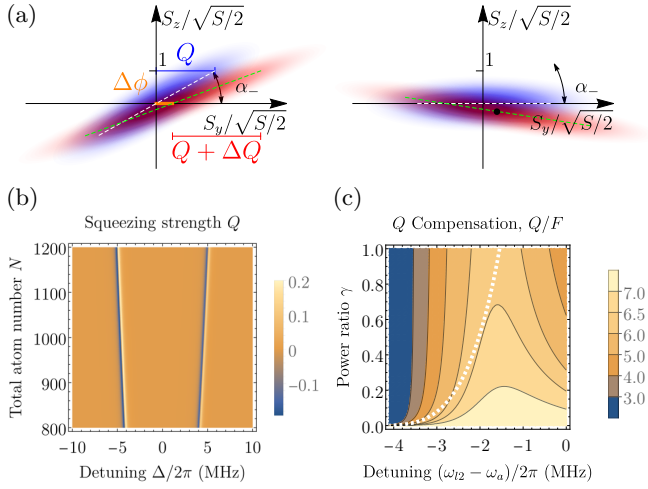 (a)
S_z/√S/2
1
Q
Δϕ
α_−
S_y/√S/2
Q + ΔQ
S_z/√S/2
1
α_−
S_y/√S/2
(b)
Squeezing strength Q
Total atom number N
1200
1100
1000
900
800
-10
-5
0
5
10
Detuning Δ/2π (MHz)
0.2
0.1
0
-0.1
(c)
Q Compensation, Q/F
Power ratio γ
1.0
0.8
0.6
0.4
0.2
0.0
-4
-3
-2
-1
0
Detuning (ω_{l2} − ω_a)/2π (MHz)
7.0
6.0
5.0
4.0
3.0